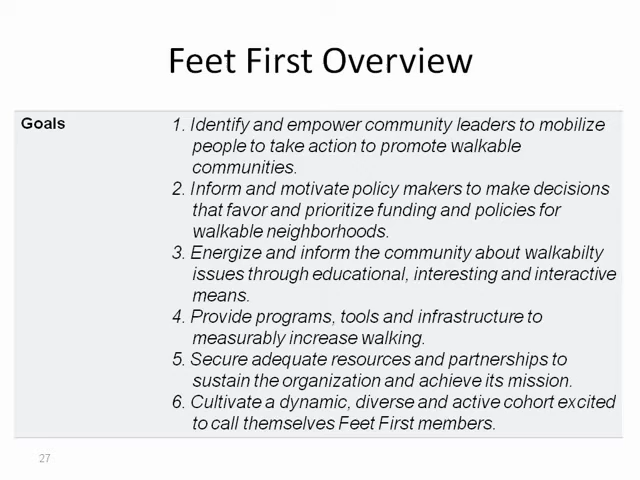 Feet First Overview
Goals
1. Identify and empower community leaders to mobilize
people to take action to promote walkable
communities.
2. Inform and motivate policy makers to make decisions
that favor and prioritize funding and policies for
walkable neighborhoods.
3. Energize and inform the community about walkabilty
issues through educational, interesting and interactive
means.
4. Provide programs, tools and infrastructure to
measurably increase walking.
5. Secure adequate resources and partnerships to
sustain the organization and achieve its mission.
6. Cultivate a dynamic, diverse and active cohort excited
to call themselves Feet First members.
27